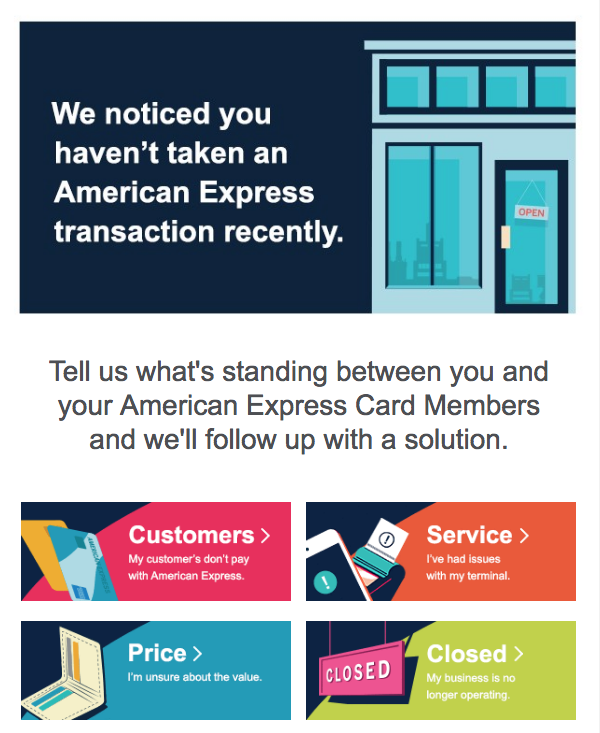 We noticed you
haven’t taken an
American Express
transaction recently.
OPEN
Tell us what's standing between you and
your American Express Card Members
and we'll follow up with a solution.
Customers >
My customer’s don’t pay
with American Express.
Service >
I’ve had issues
with my terminal.
Price >
I’m unsure about the value.
CLOSED
Closed >
My business is no
longer operating.